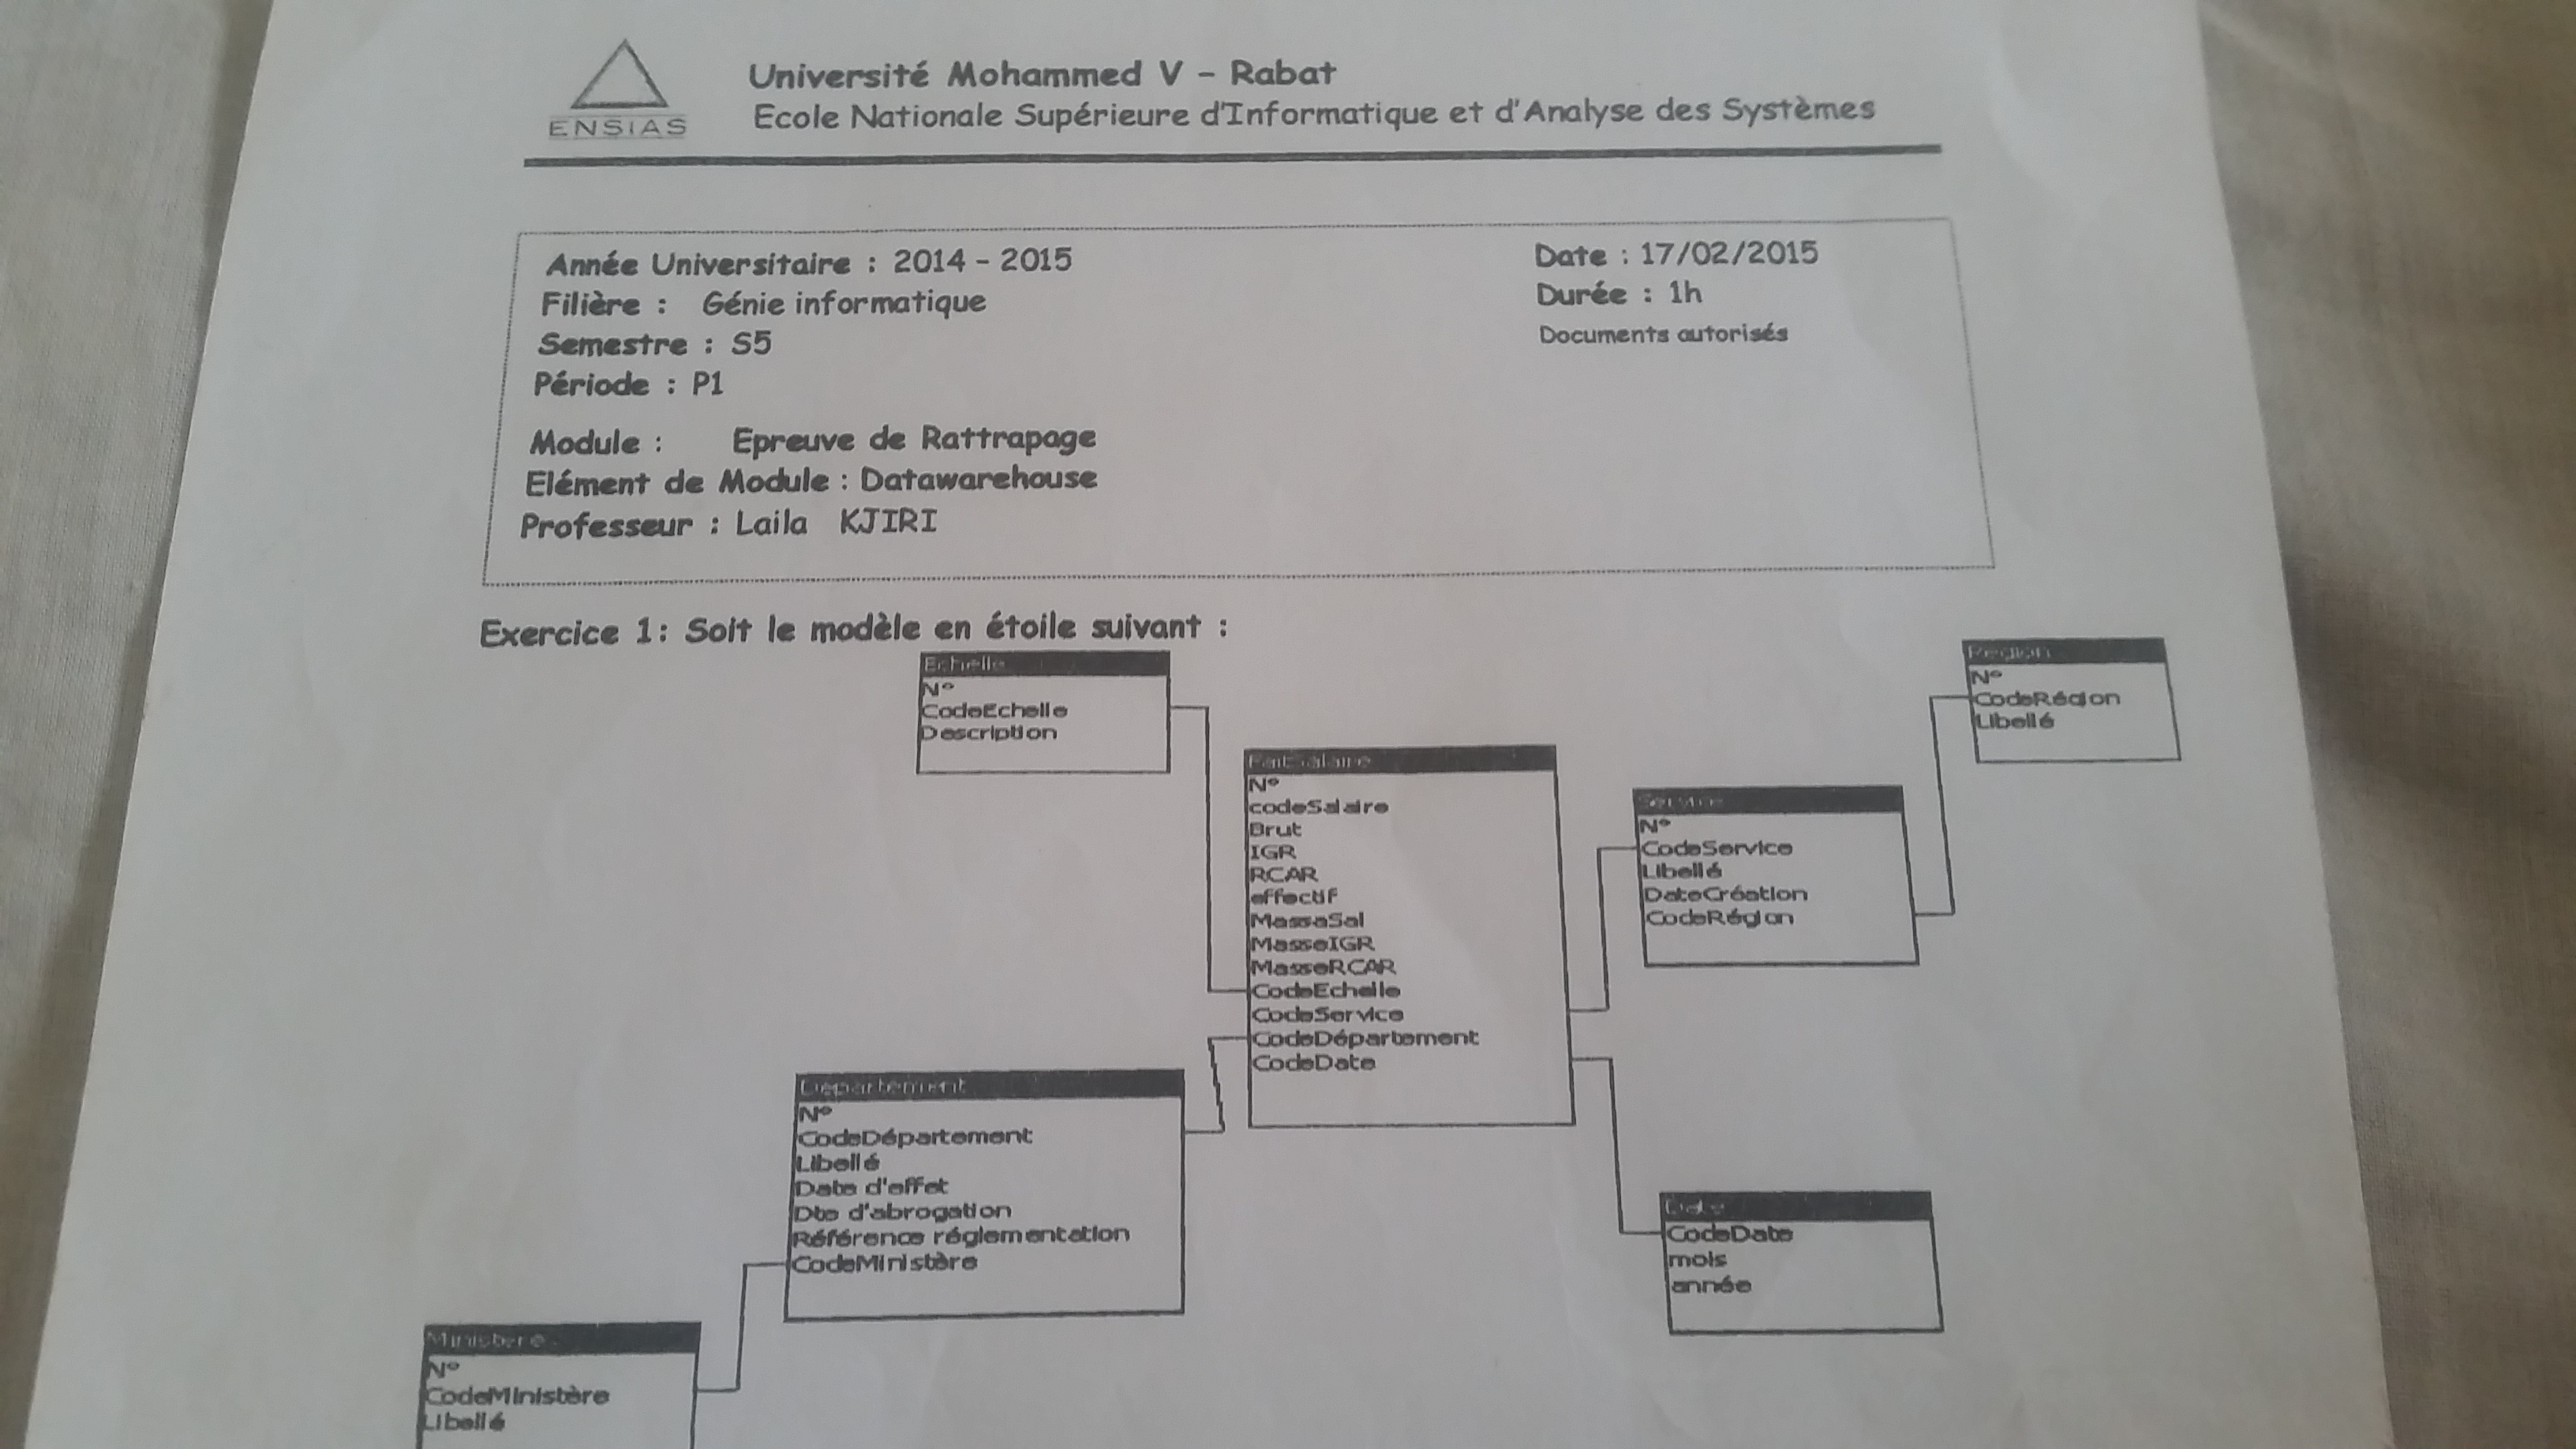 Université Mohammed V - Rabat
Ecole Nationale Supérieure d'Informatique et d'Analyse des Systèmes
ENSIAS
Année Universitaire : 2014 - 2015
Filière : Génie informatique
Semestre : S5
Période : P1
Module : Epreuve de Rattrapage
Elément de Module : Datawarehouse
Professeur : Laila KJIRI
Date : 17/02/2015
Durée : 1h
Documents autorisés
Exercice 1: Soit le modèle en étoile suivant :
Echelle
N°
CodeEchelle
Description
Region
N°
CodeRégion
Libellé
FaitSalaire
N°
codeSalaire
Brut
IGR
RCAR
effectif
MassaSal
MasseIGR
MasseRCAR
CodeEchelle
CodeService
CodeDépartement
CodeDate
Service
N°
CodeService
Libellé
DateCréation
CodeRégion
Département
N°
CodeDépartement
Libellé
Date d'effet
Dte d'abrogation
Référence réglementation
CodeMinistère
Date
CodeDate
mois
année
Ministère
N°
CodeMinistère
Libellé